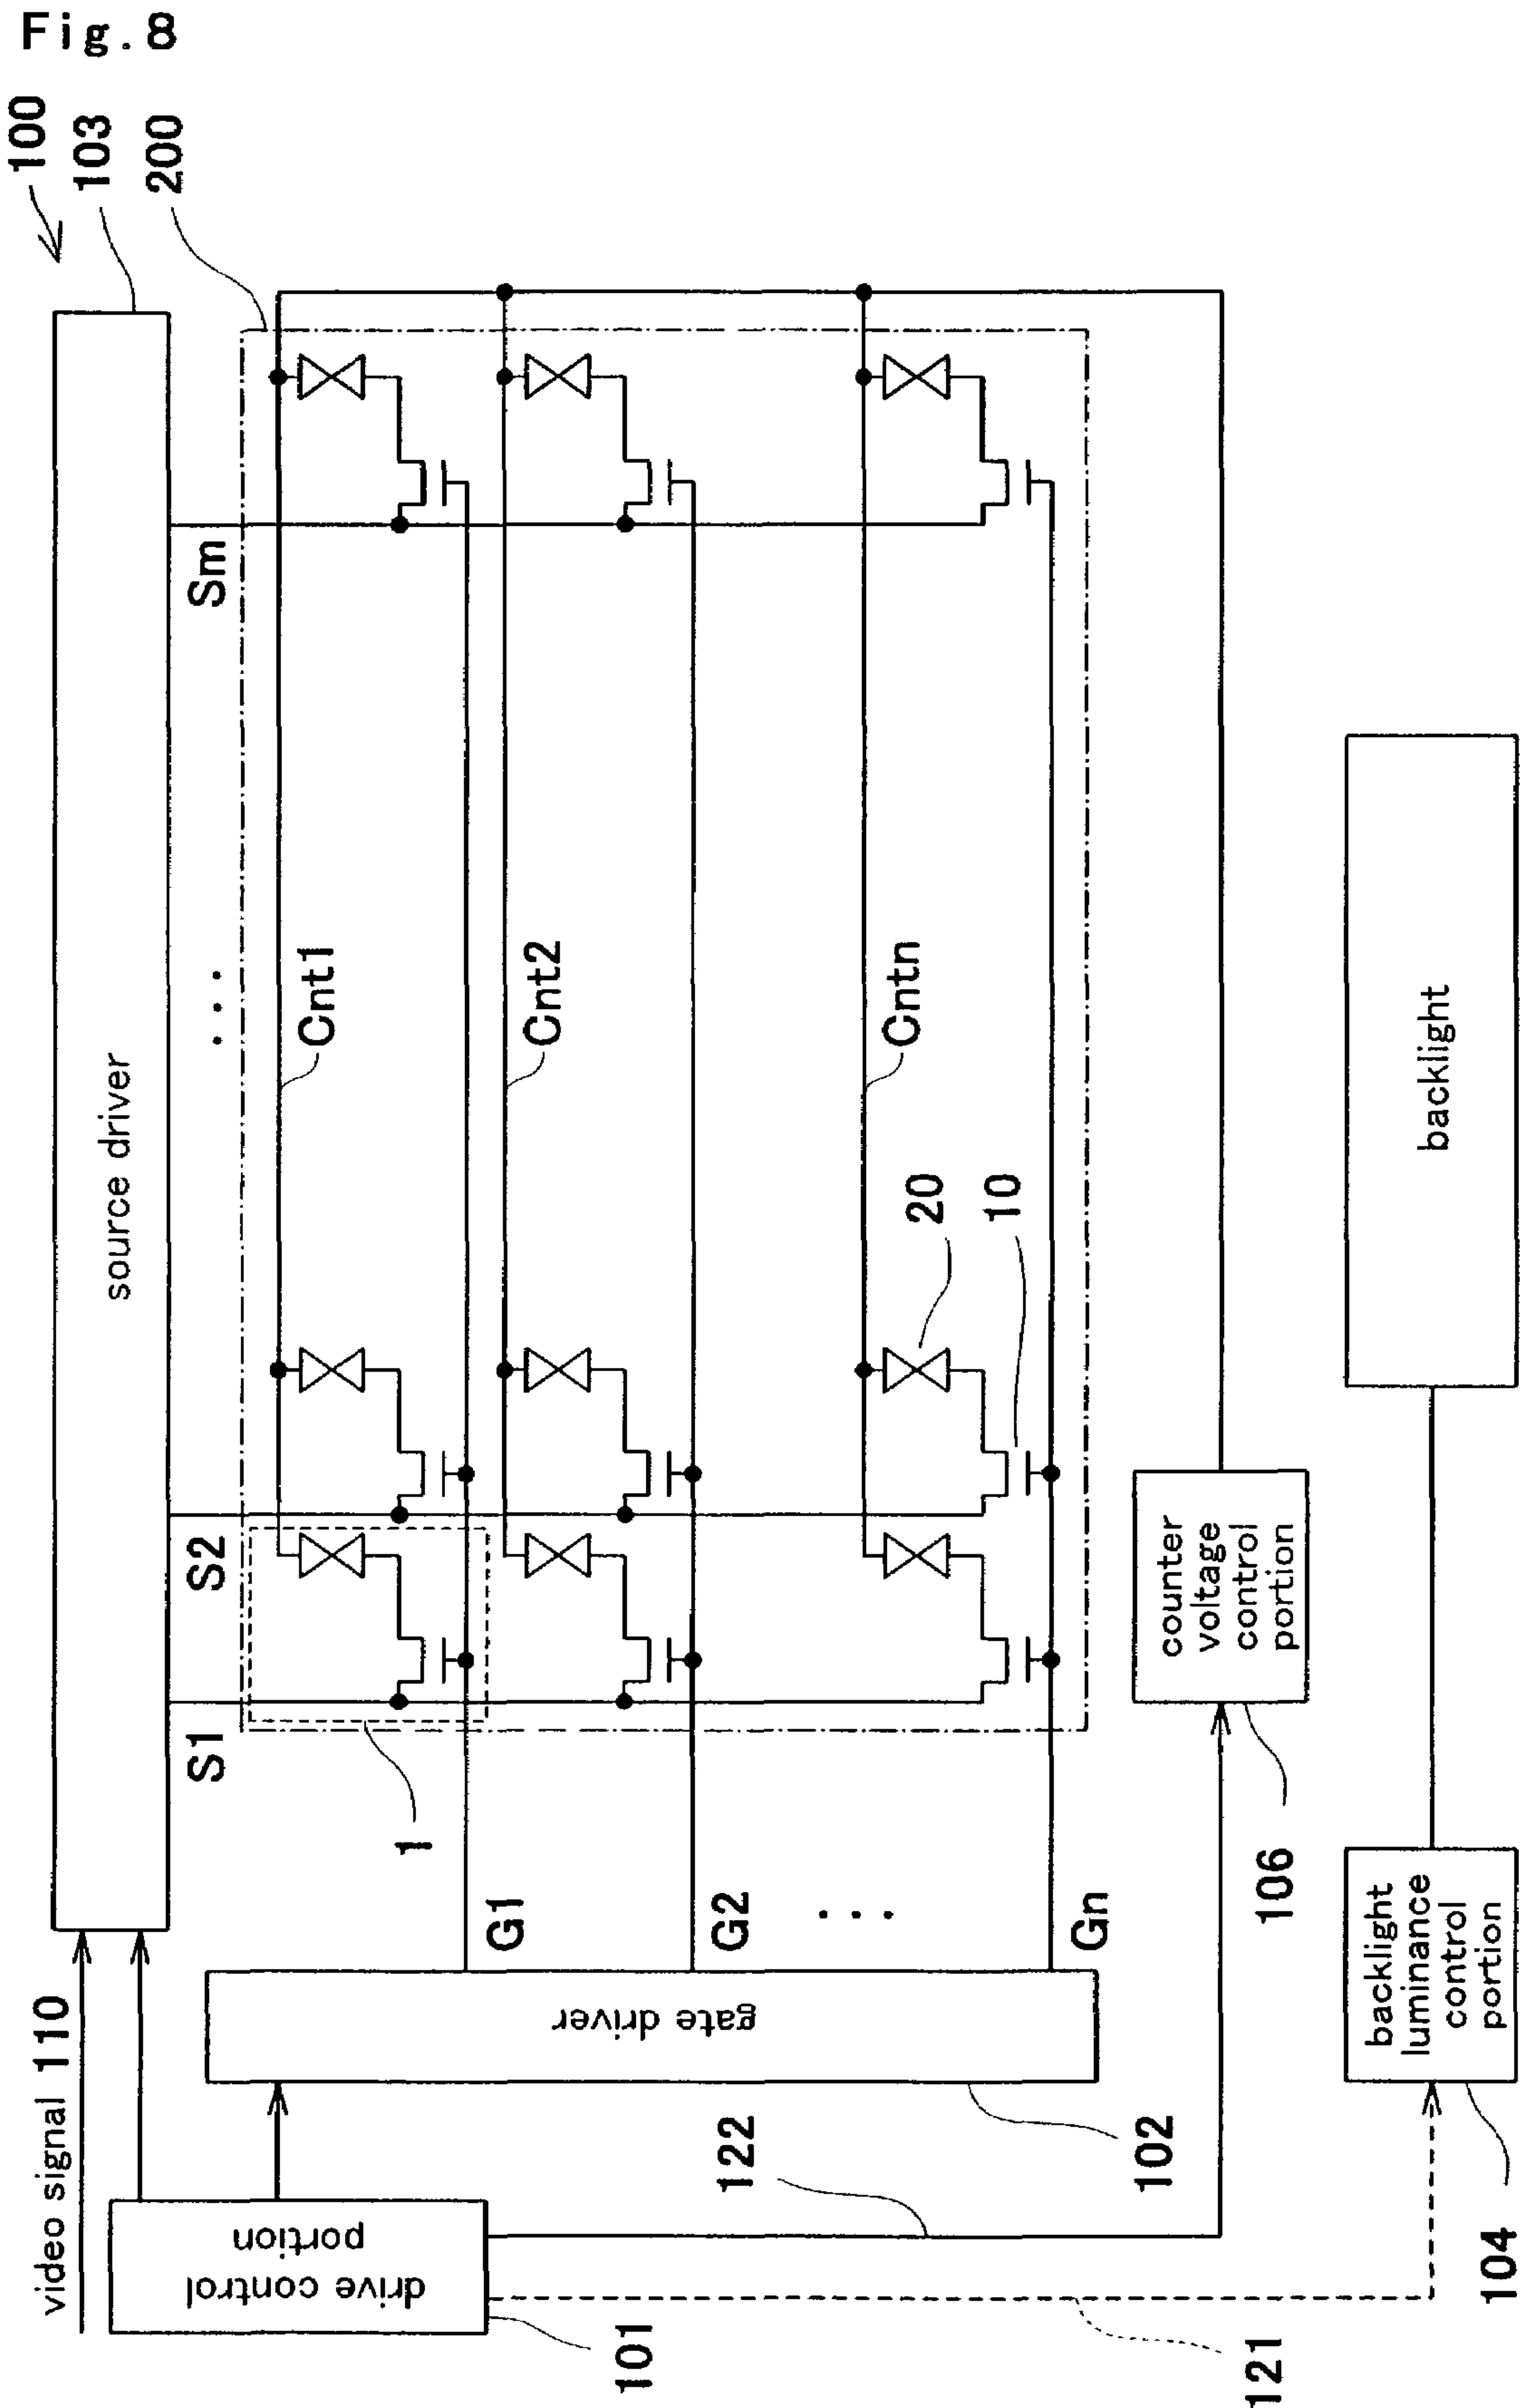 Fig.8
100
103
200
source driver
video signal 110
S1
S2
...
Sm
Cnt1
Cnt2
Cntn
20
10
1
G1
G2
...
Gn
gate driver
102
drive control
portion
101
122
121
counter
voltage
control
portion
106
backlight
luminance
control
portion
104
backlight